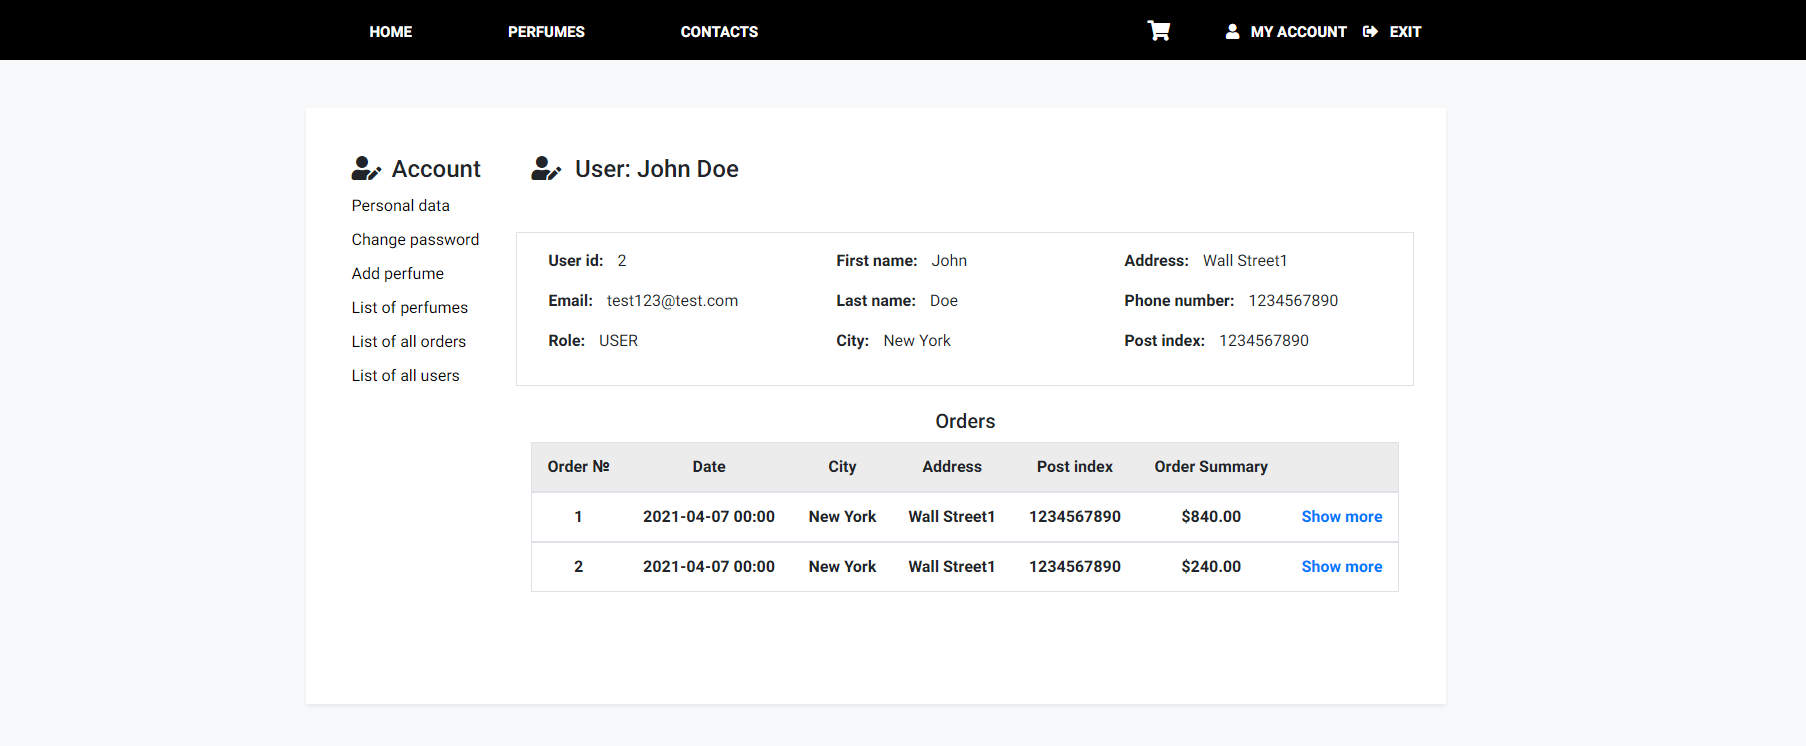 HOME PERFUMES CONTACTS MY ACCOUNT EXIT
Account
Personal data
Change password
Add perfume
List of perfumes
List of all orders
List of all users
User: John Doe
User id: 2 First name: John Address: Wall Street1
Email: test123@test.com Last name: Doe Phone number: 1234567890
Role: USER City: New York Post index: 1234567890
Orders
Order № Date City Address Post index Order Summary
1 2021-04-07 00:00 New York Wall Street1 1234567890 $840.00 Show more
2 2021-04-07 00:00 New York Wall Street1 1234567890 $240.00 Show more